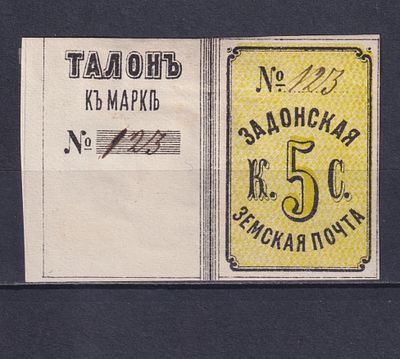 ТАЛОНЪ
КЪ МАРКѢ
№ 123
№ 123
ЗАДОНСКАЯ
К. 5 С.
ЗЕМСКАЯ ПОЧТА